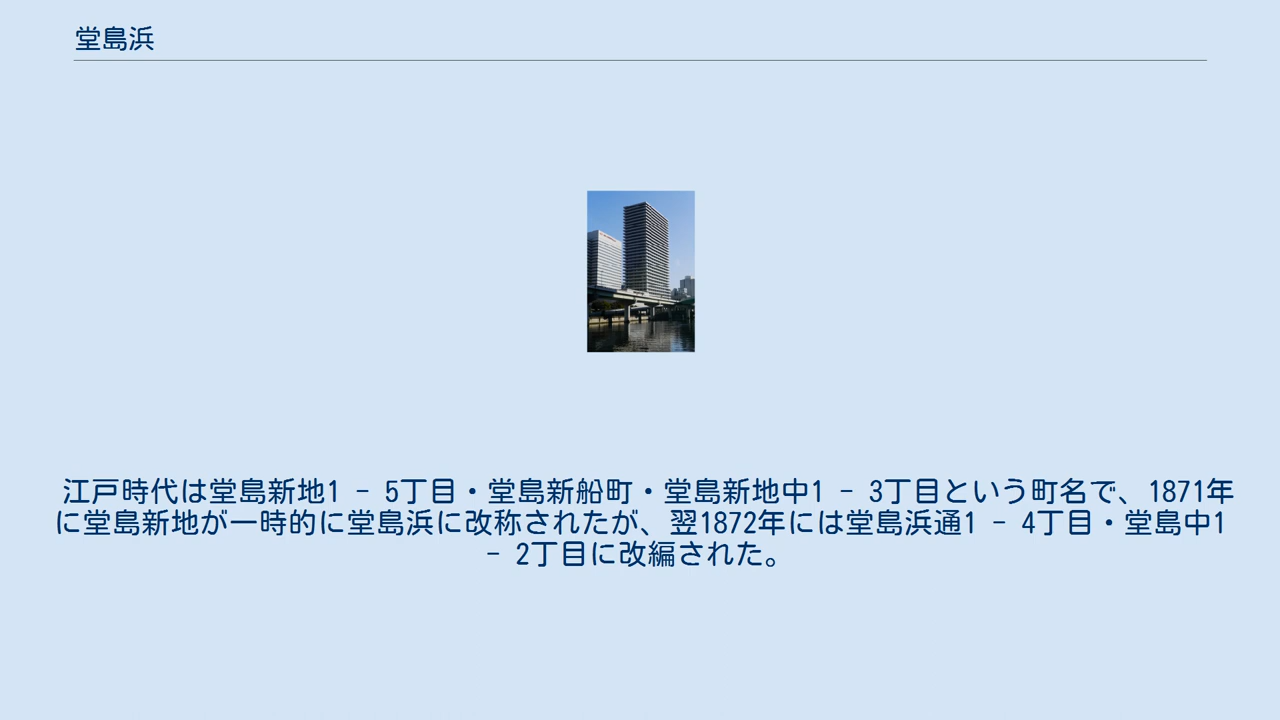 堂島浜
江戸時代は堂島新地1 - 5丁目・堂島新船町・堂島新地中1 - 3丁目という町名で、1871年
に堂島新地が一時的に堂島浜に改称されたが、翌1872年には堂島浜通1 - 4丁目・堂島中1
- 2丁目に改編された。